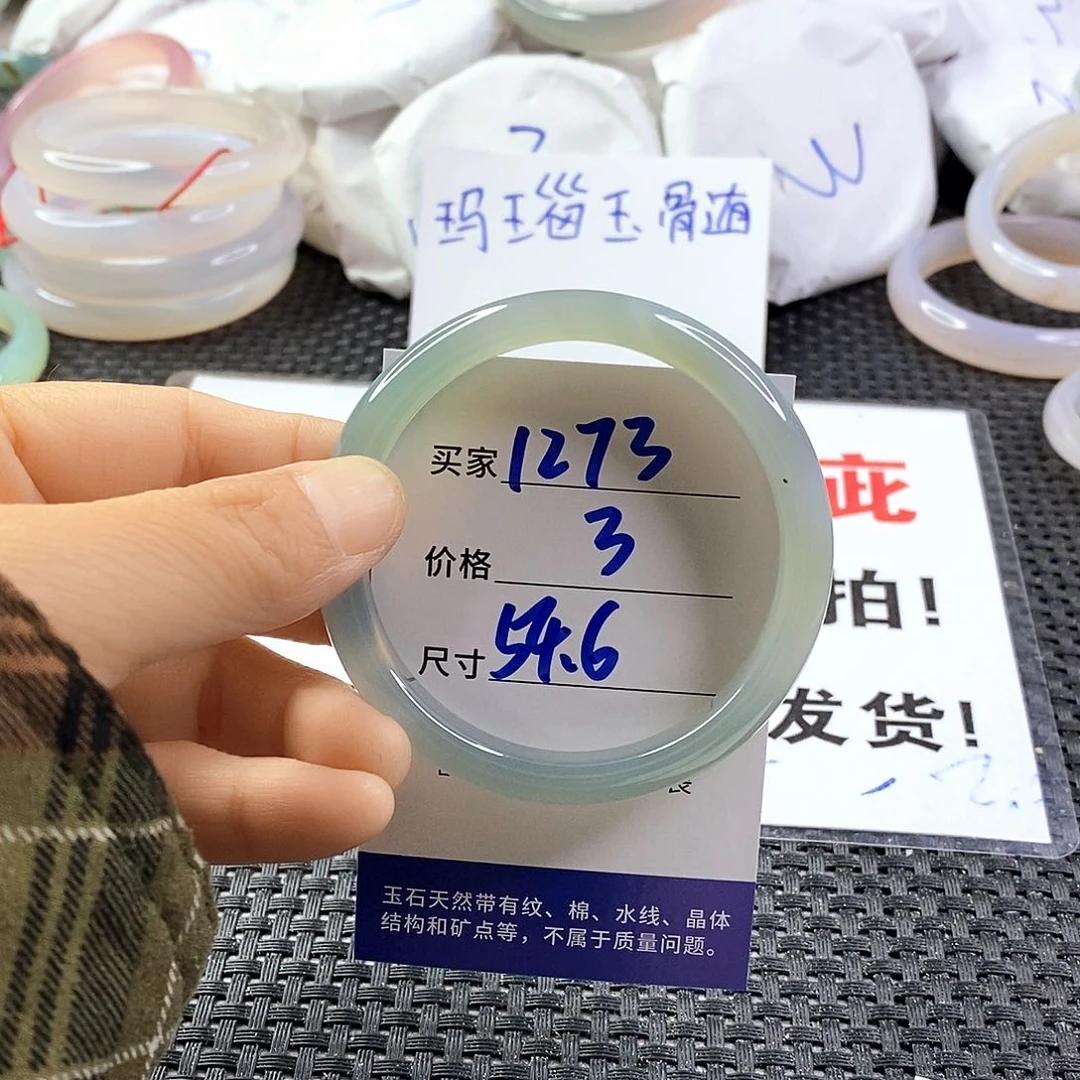 玛瑙玉骨髓
买家 1273
价格 3
尺寸 54.6
玉石天然带有纹、棉、水线、晶体
结构和矿点等，不属于质量问题。
疵
拍！
发货！